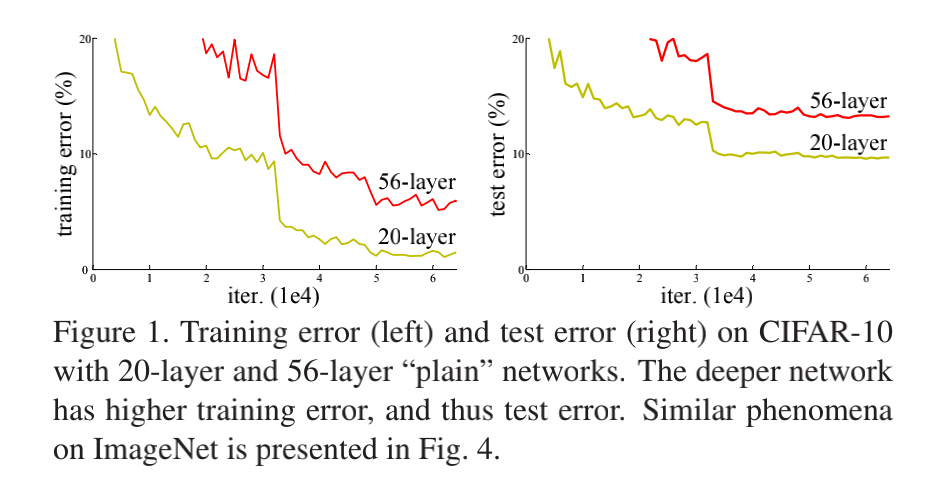 20
10
0
0 1 2 3 4 5 6
iter. (1e4)
training error (%)
56-layer
20-layer
20
10
0
0 1 2 3 4 5 6
iter. (1e4)
test error (%)
56-layer
20-layer
Figure 1. Training error (left) and test error (right) on CIFAR-10
with 20-layer and 56-layer “plain” networks. The deeper network
has higher training error, and thus test error. Similar phenomena
on ImageNet is presented in Fig. 4.